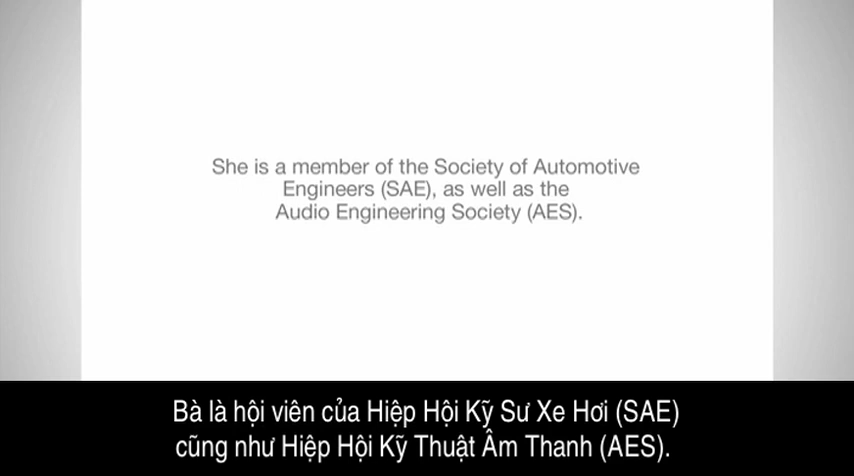 She is a member of the Society of Automotive
Engineers (SAE), as well as the
Audio Engineering Society (AES).
Bà là hội viên của Hiệp Hội Kỹ Sư Xe Hơi (SAE)
cũng như Hiệp Hội Kỹ Thuật Âm Thanh (AES).